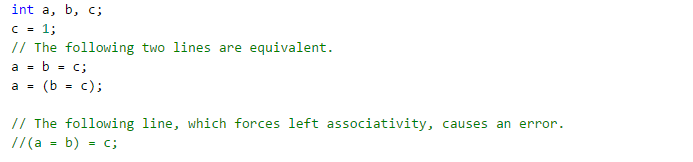 int a, b, c;
c = 1;
// The following two lines are equivalent.
a = b = c;
a = (b = c);
// The following line, which forces left associativity, causes an error.
//(a = b) = c;